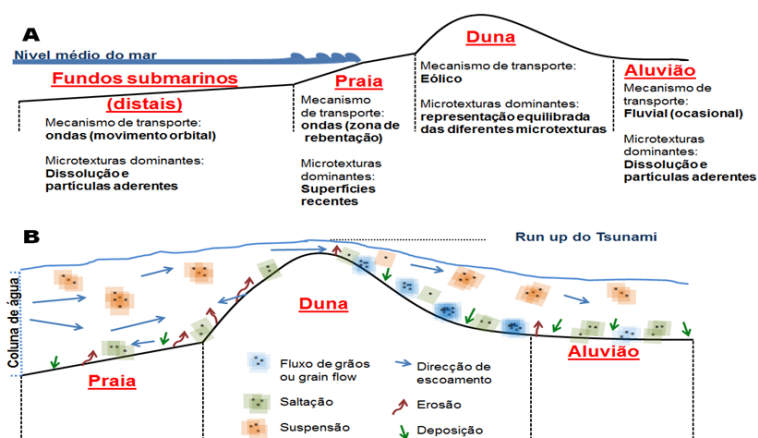 A
Nível médio do mar
Fundos submarinos
(distais)
Mecanismo de transporte:
ondas (movimento orbital)
Microtexturas dominantes:
Dissolução e
partículas aderentes
Praia
Mecanismo
de transporte:
ondas (zona de
rebentação)
Microtexturas
dominantes:
Superfícies
recentes
Duna
Mecanismo de transporte:
Eólico
Microtexturas dominantes:
representação equilibrada
das diferentes microtexturas
Aluvião
Mecanismo de
transporte:
Fluvial (ocasional)
Microtexturas
dominantes:
Dissolução e
partículas aderentes
B
Run up do Tsunami
Coluna de água
Duna
Praia
Aluvião
Fluxo de grãos
ou grain flow
Saltação
Suspensão
Direcção de
escoamento
Erosão
Deposição